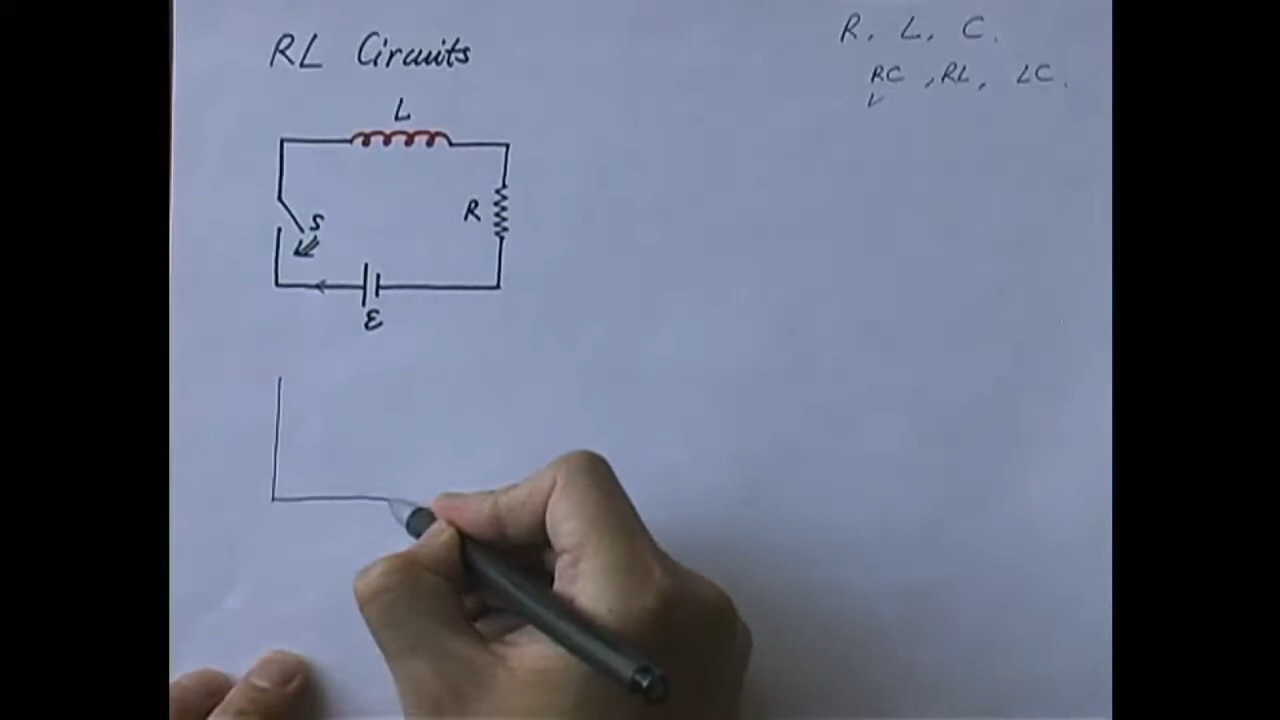 RL Circuits
R, L, C.
RC, RL, LC.
L
R
S
ε